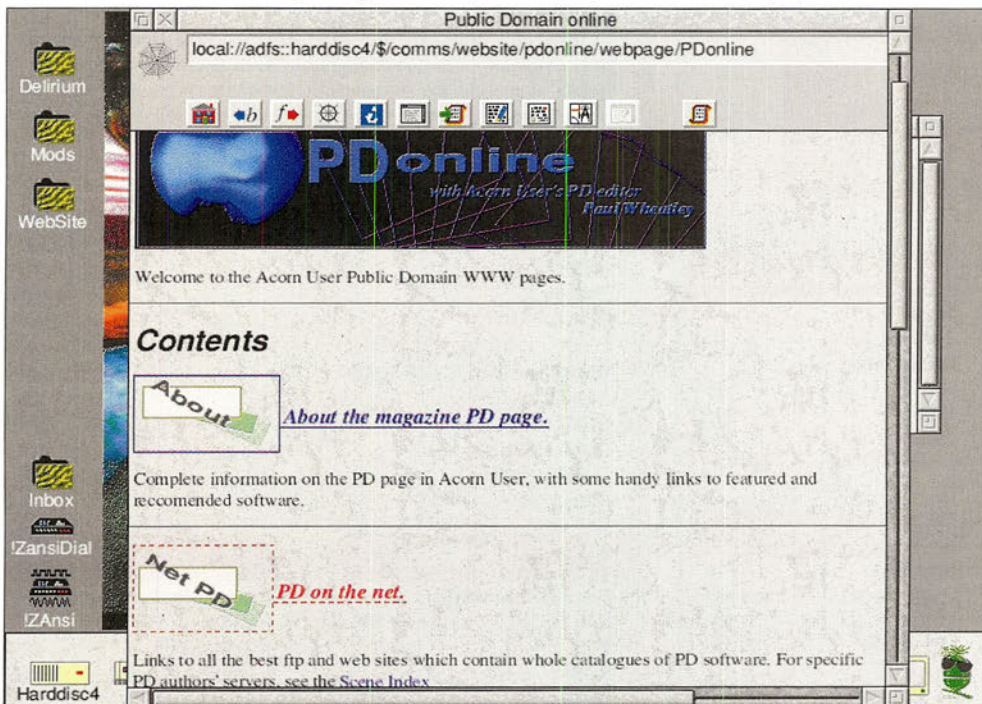 Public Domain online
local://adfs::harddisc4/$/comms/website/pdonline/webpage/PDonline
Delirium
Mods
WebSite
b
f
i
PDonline
with Acorn User's PD editor
Paul Wheatley
Welcome to the Acorn User Public Domain WWW pages.
Contents
About
About the magazine PD page.
Complete information on the PD page in Acorn User, with some handy links to featured and
reccomended software.
Inbox
!ZansiDial
!ZAnsi
Net PD
PD on the net.
Links to all the best ftp and web sites which contain whole catalogues of PD software. For specific
PD authors' servers, see the Scene Index
Harddisc4